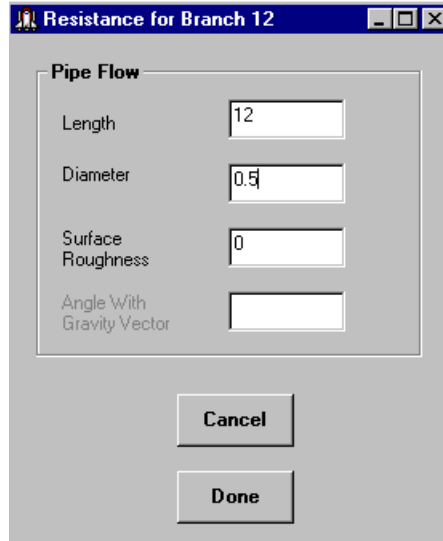 Resistance for Branch 12
Pipe Flow
Length
12
Diameter
0.5
Surface
Roughness
0
Angle With
Gravity Vector
Cancel
Done